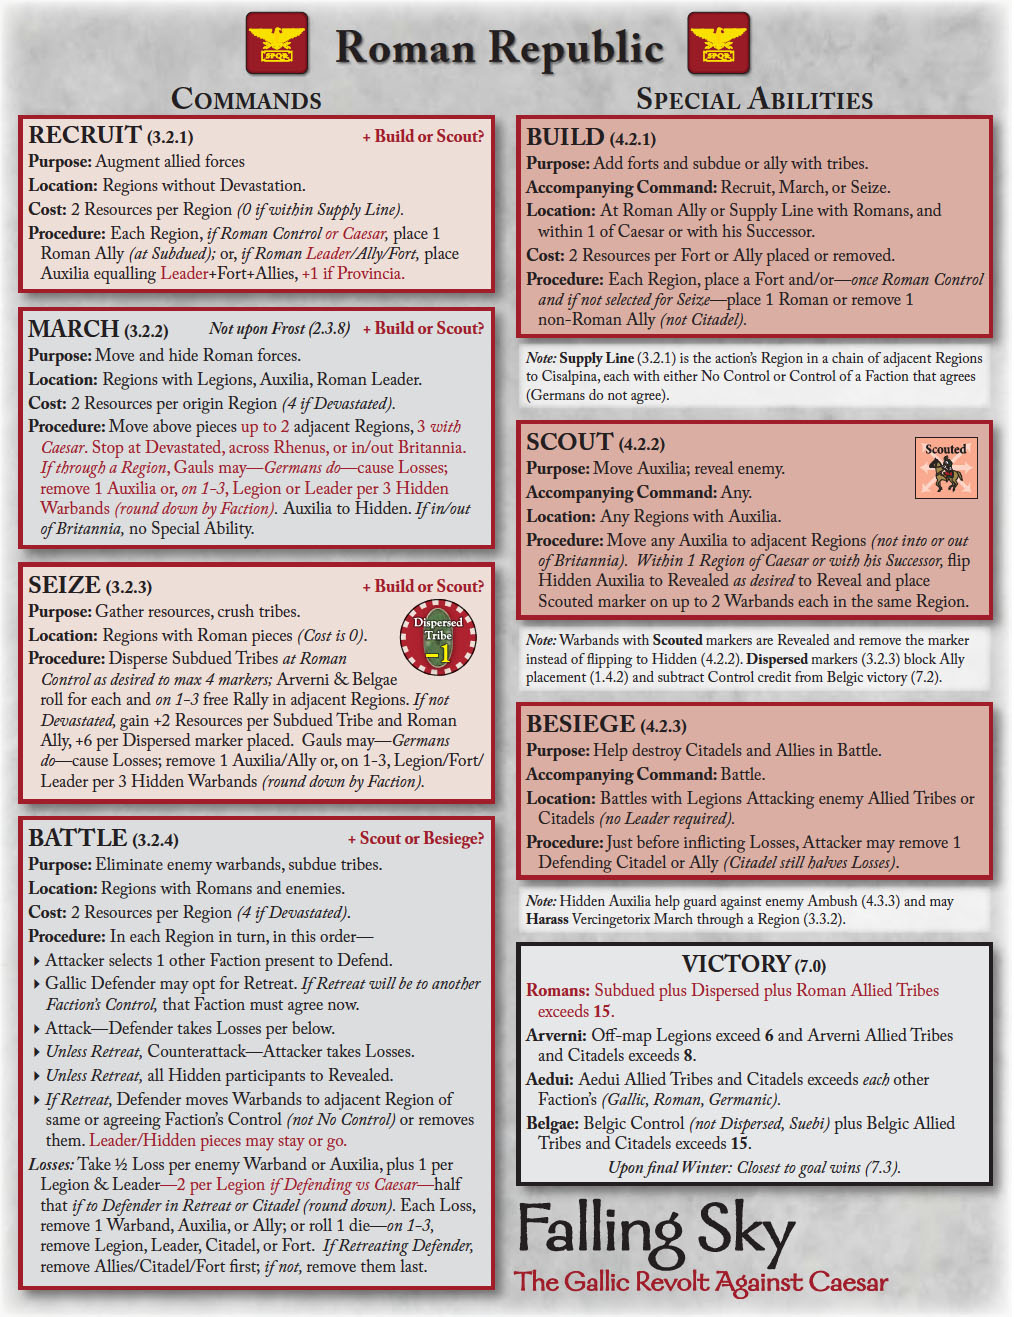 Roman Republic
SPQR
SPQR
COMMANDS
RECRUIT (3.2.1) + Build or Scout?
Purpose: Augment allied forces
Location: Regions without Devastation.
Cost: 2 Resources per Region (0 if within Supply Line).
Procedure: Each Region, if Roman Control or Caesar, place 1
Roman Ally (at Subdued); or, if Roman Leader/Ally/Fort, place
Auxilia equalling Leader+Fort+Allies, +1 if Provincia.
MARCH (3.2.2) Not upon Frost (2.3.8) + Build or Scout?
Purpose: Move and hide Roman forces.
Location: Regions with Legions, Auxilia, Roman Leader.
Cost: 2 Resources per origin Region (4 if Devastated).
Procedure: Move above pieces up to 2 adjacent Regions, 3 with
Caesar. Stop at Devastated, across Rhenus, or in/out Britannia.
If through a Region, Gauls may—Germans do—cause Losses;
remove 1 Auxilia or, on 1-3, Legion or Leader per 3 Hidden
Warbands (round down by Faction). Auxilia to Hidden. If in/out
of Britannia, no Special Ability.
SEIZE (3.2.3) + Build or Scout?
Purpose: Gather resources, crush tribes.
Location: Regions with Roman pieces (Cost is 0).
Procedure: Disperse Subdued Tribes at Roman
Control as desired to max 4 markers; Arverni & Belgae
roll for each and on 1-3 free Rally in adjacent Regions. If not
Devastated, gain +2 Resources per Subdued Tribe and Roman
Ally, +6 per Dispersed marker placed. Gauls may—Germans
do—cause Losses; remove 1 Auxilia/Ally or, on 1-3, Legion/Fort/
Leader per 3 Hidden Warbands (round down by Faction).
Dispersed
Tribe
-1
BATTLE (3.2.4) + Scout or Besiege?
Purpose: Eliminate enemy warbands, subdue tribes.
Location: Regions with Romans and enemies.
Cost: 2 Resources per Region (4 if Devastated).
Procedure: In each Region in turn, in this order—
Attacker selects 1 other Faction present to Defend.
Gallic Defender may opt for Retreat. If Retreat will be to another
Faction's Control, that Faction must agree now.
Attack—Defender takes Losses per below.
Unless Retreat, Counterattack—Attacker takes Losses.
Unless Retreat, all Hidden participants to Revealed.
If Retreat, Defender moves Warbands to adjacent Region of
same or agreeing Faction's Control (not No Control) or removes
them. Leader/Hidden pieces may stay or go.
Losses: Take ½ Loss per enemy Warband or Auxilia, plus 1 per
Legion & Leader—2 per Legion if Defending vs Caesar—half
that if to Defender in Retreat or Citadel (round down). Each Loss,
remove 1 Warband, Auxilia, or Ally; or roll 1 die—on 1-3,
remove Legion, Leader, Citadel, or Fort. If Retreating Defender,
remove Allies/Citadel/Fort first; if not, remove them last.
SPECIAL ABILITIES
BUILD (4.2.1)
Purpose: Add forts and subdue or ally with tribes.
Accompanying Command: Recruit, March, or Seize.
Location: At Roman Ally or Supply Line with Romans, and
within 1 of Caesar or with his Successor.
Cost: 2 Resources per Fort or Ally placed or removed.
Procedure: Each Region, place a Fort and/or—once Roman Control
and if not selected for Seize—place 1 Roman or remove 1
non-Roman Ally (not Citadel).
Note: Supply Line (3.2.1) is the action's Region in a chain of adjacent Regions
to Cisalpina, each with either No Control or Control of a Faction that agrees
(Germans do not agree).
SCOUT (4.2.2)
Purpose: Move Auxilia; reveal enemy.
Accompanying Command: Any.
Location: Any Regions with Auxilia.
Procedure: Move any Auxilia to adjacent Regions (not into or out
of Britannia). Within 1 Region of Caesar or with his Successor, flip
Hidden Auxilia to Revealed as desired to Reveal and place
Scouted marker on up to 2 Warbands each in the same Region.
Scouted
Note: Warbands with Scouted markers are Revealed and remove the marker
instead of flipping to Hidden (4.2.2). Dispersed markers (3.2.3) block Ally
placement (1.4.2) and subtract Control credit from Belgic victory (7.2).
BESIEGE (4.2.3)
Purpose: Help destroy Citadels and Allies in Battle.
Accompanying Command: Battle.
Location: Battles with Legions Attacking enemy Allied Tribes or
Citadels (no Leader required).
Procedure: Just before inflicting Losses, Attacker may remove 1
Defending Citadel or Ally (Citadel still halves Losses).
Note: Hidden Auxilia help guard against enemy Ambush (4.3.3) and may
Harass Vercingetorix March through a Region (3.3.2).
VICTORY (7.0)
Romans: Subdued plus Dispersed plus Roman Allied Tribes
exceeds 15.
Arverni: Off-map Legions exceed 6 and Arverni Allied Tribes
and Citadels exceeds 8.
Aedui: Aedui Allied Tribes and Citadels exceeds each other
Faction's (Gallic, Roman, Germanic).
Belgae: Belgic Control (not Dispersed, Suebi) plus Belgic Allied
Tribes and Citadels exceeds 15.
Upon final Winter: Closest to goal wins (7.3).
Falling Sky
The Gallic Revolt Against Caesar